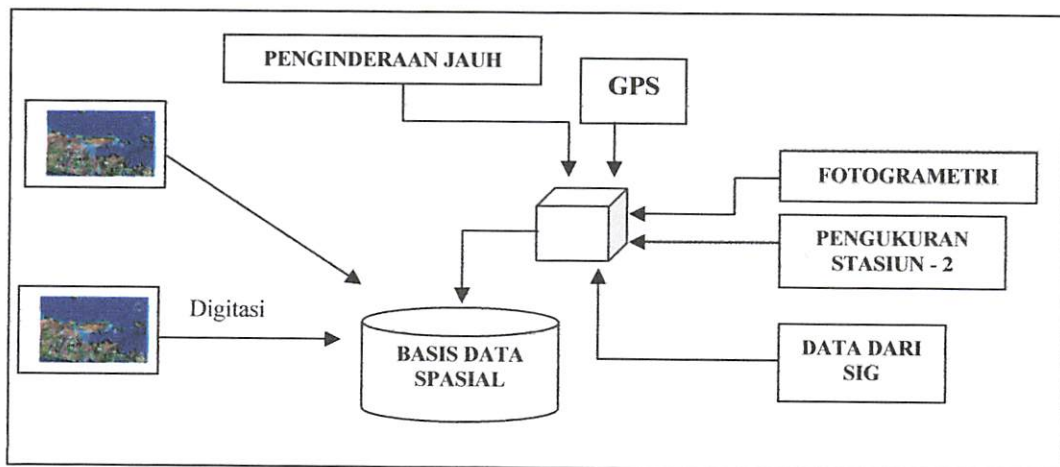 PENGINDERAAN JAUH
GPS
FOTOGRAMETRI
PENGUKURAN
STASIUN - 2
Digitasi
BASIS DATA
SPASIAL
DATA DARI
SIG